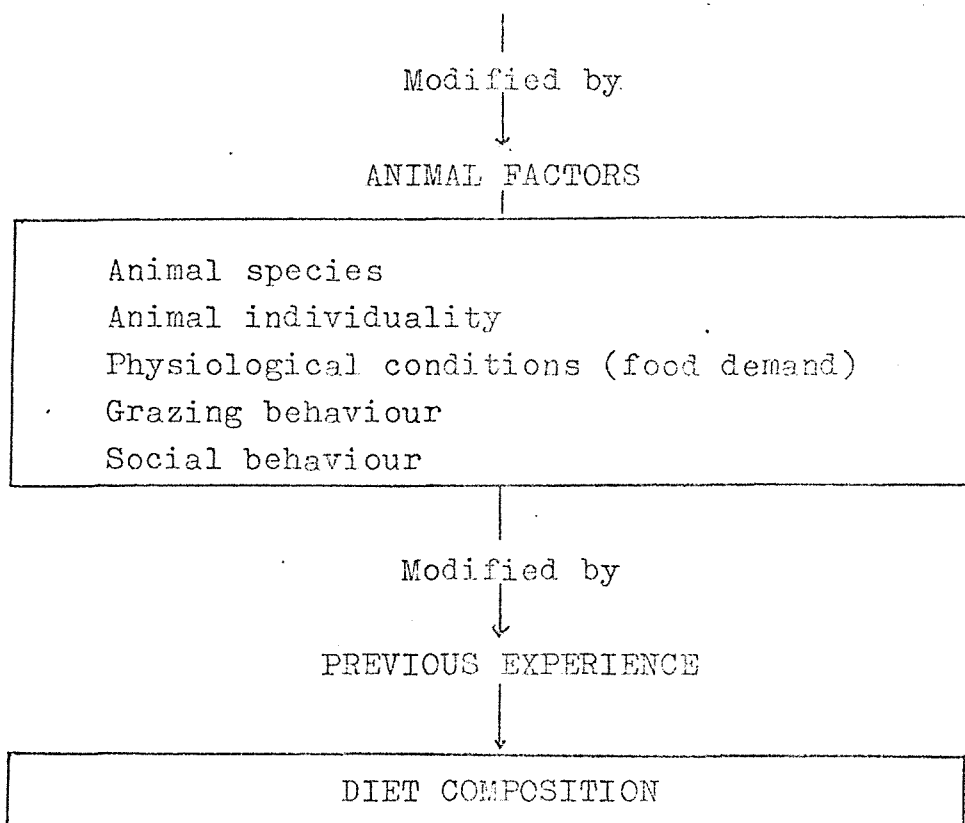 Modified by
ANIMAL FACTORS
Animal species
Animal individuality
Physiological conditions (food demand)
Grazing behaviour
Social behaviour
Modified by
PREVIOUS EXPERIENCE
DIET COMPOSITION